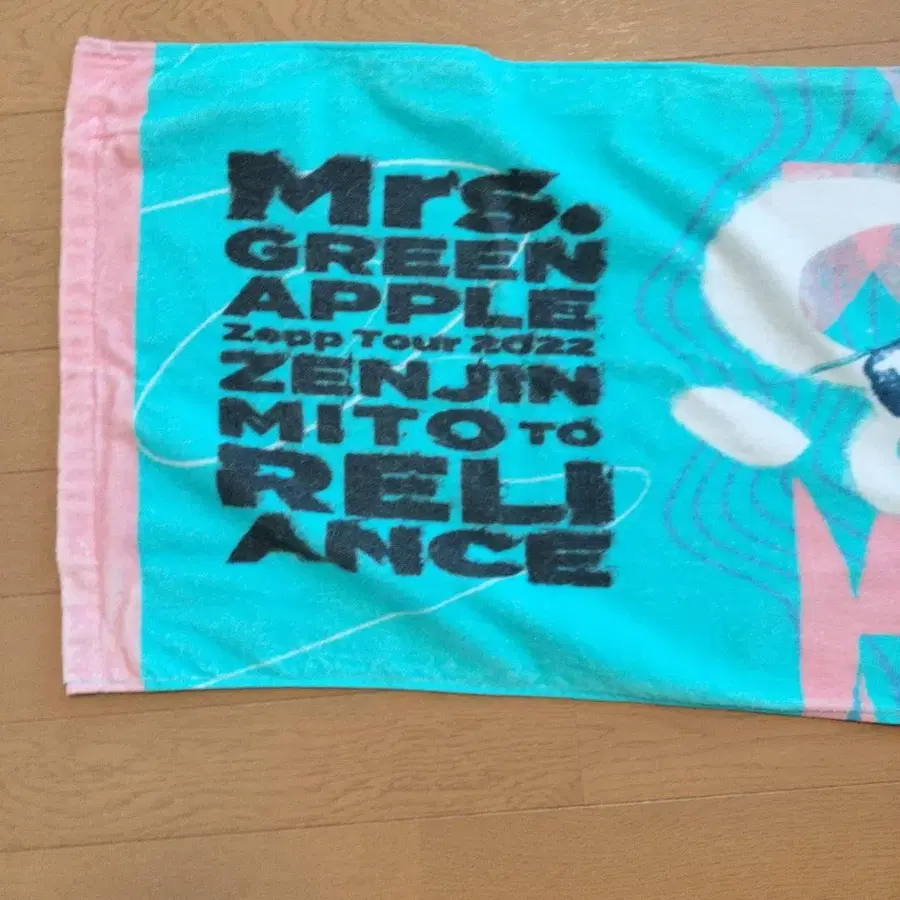 Mrs.
GREEN
APPLE
Zepp Tour 2022
ZENJIN
MITO TO
RELI
ANCE